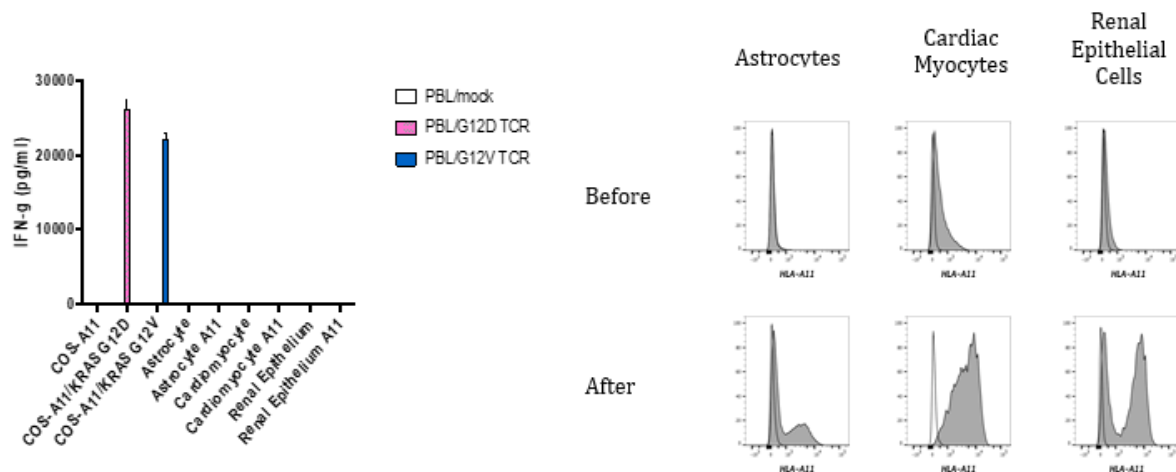 IFN-g (pg/ml)
30000
20000
10000
0
COS-A11
COS-A11/KRAS G12D
COS-A11/KRAS G12V
Astrocyte
Astrocyte A11
Cardiomyocyte
Cardiomyocyte A11
Renal Epithelium
Renal Epithelium A11
PBL/mock
PBL/G12D TCR
PBL/G12V TCR
Astrocytes
Cardiac
Myocytes
Renal
Epithelial
Cells
Before
HLA-A11
HLA-A11
HLA-A11
After
HLA-A11
HLA-A11
HLA-A11